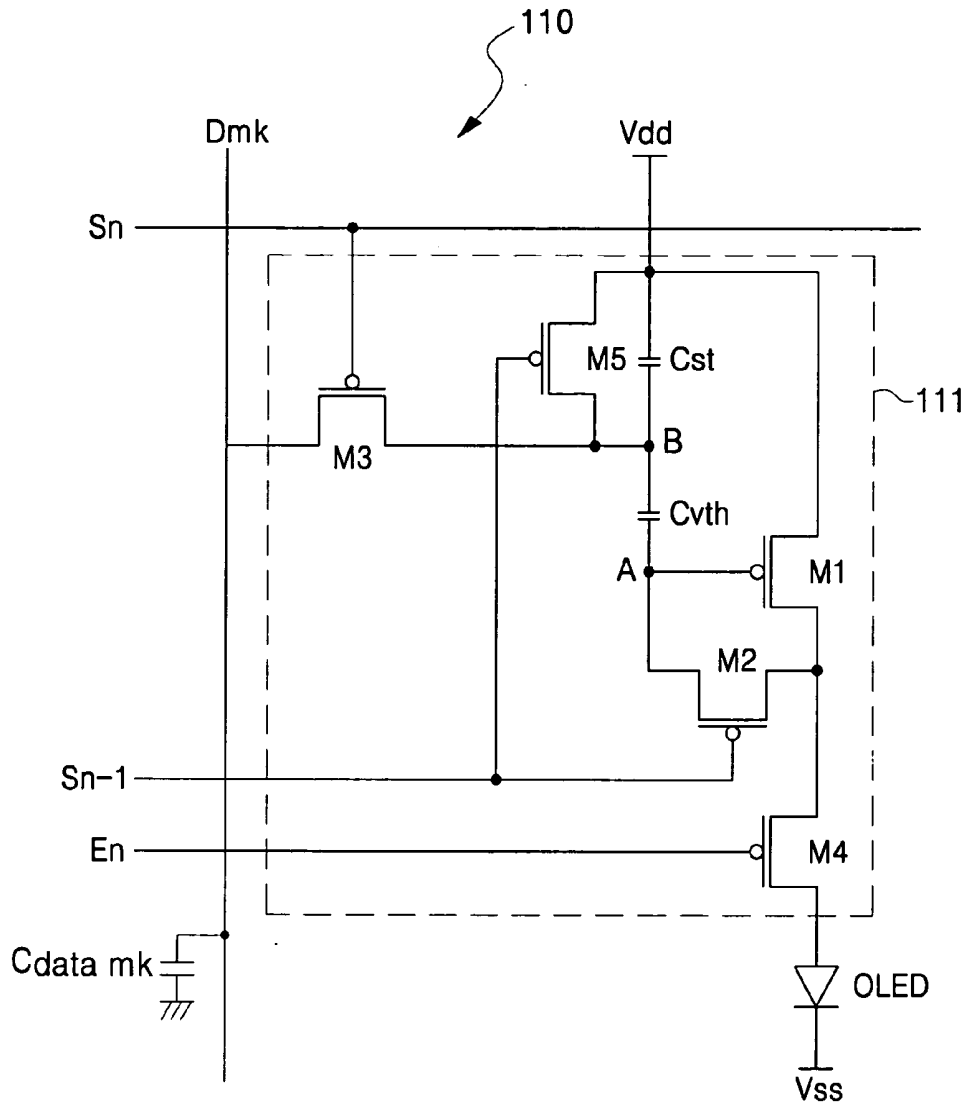 110
Dmk
Vdd
Sn
M5
Cst
111
M3
B
Cvth
A
M1
M2
Sn-1
En
M4
Cdata mk
OLED
Vss